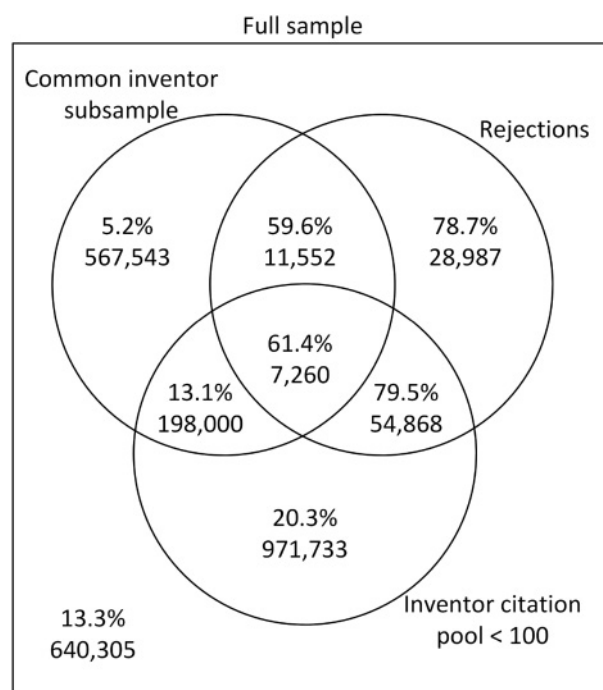 Full sample
Common inventor
subsample
Rejections
5.2%
567,543
59.6%
11,552
78.7%
28,987
61.4%
7,260
13.1%
198,000
79.5%
54,868
20.3%
971,733
Inventor citation
pool < 100
13.3%
640,305